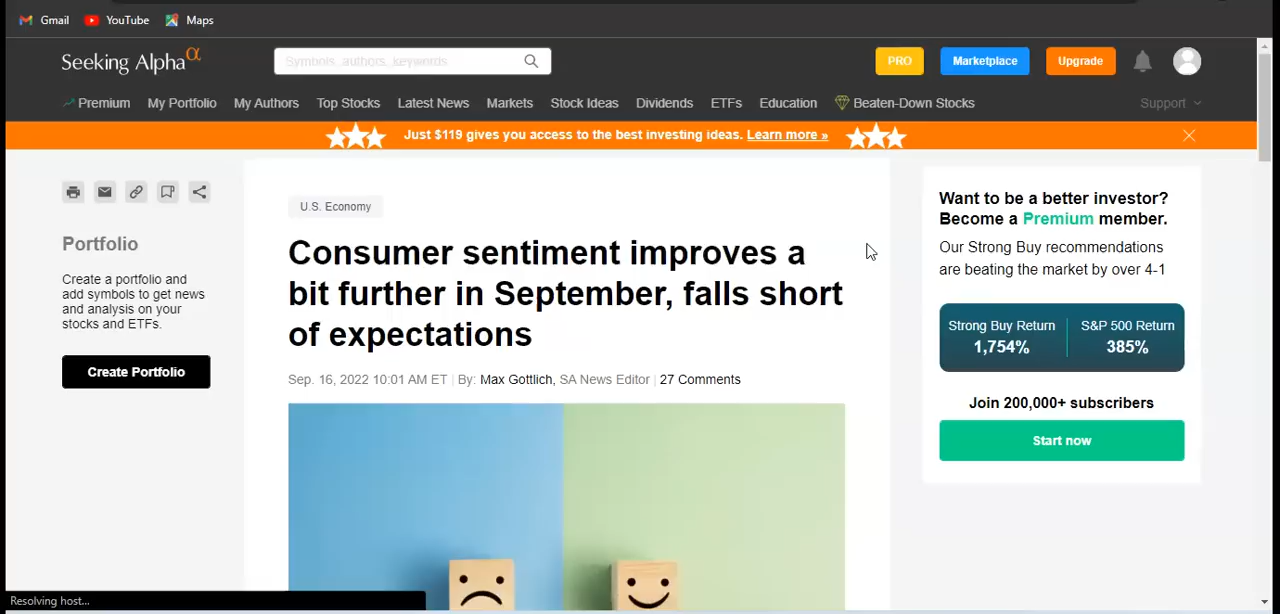 Gmail YouTube Maps
Seeking Alpha α
Symbols, authors, keywords
PRO Marketplace Upgrade
Premium My Portfolio My Authors Top Stocks Latest News Markets Stock Ideas Dividends ETFs Education Beaten-Down Stocks Support
Just $119 gives you access to the best investing ideas. Learn more »
Portfolio
Create a portfolio and
add symbols to get news
and analysis on your
stocks and ETFs.
Create Portfolio
U.S. Economy
Consumer sentiment improves a
bit further in September, falls short
of expectations
Sep. 16, 2022 10:01 AM ET | By: Max Gottlich, SA News Editor | 27 Comments
Want to be a better investor?
Become a Premium member.
Our Strong Buy recommendations
are beating the market by over 4-1
Strong Buy Return S&P 500 Return
1,754% 385%
Join 200,000+ subscribers
Start now
Resolving host...